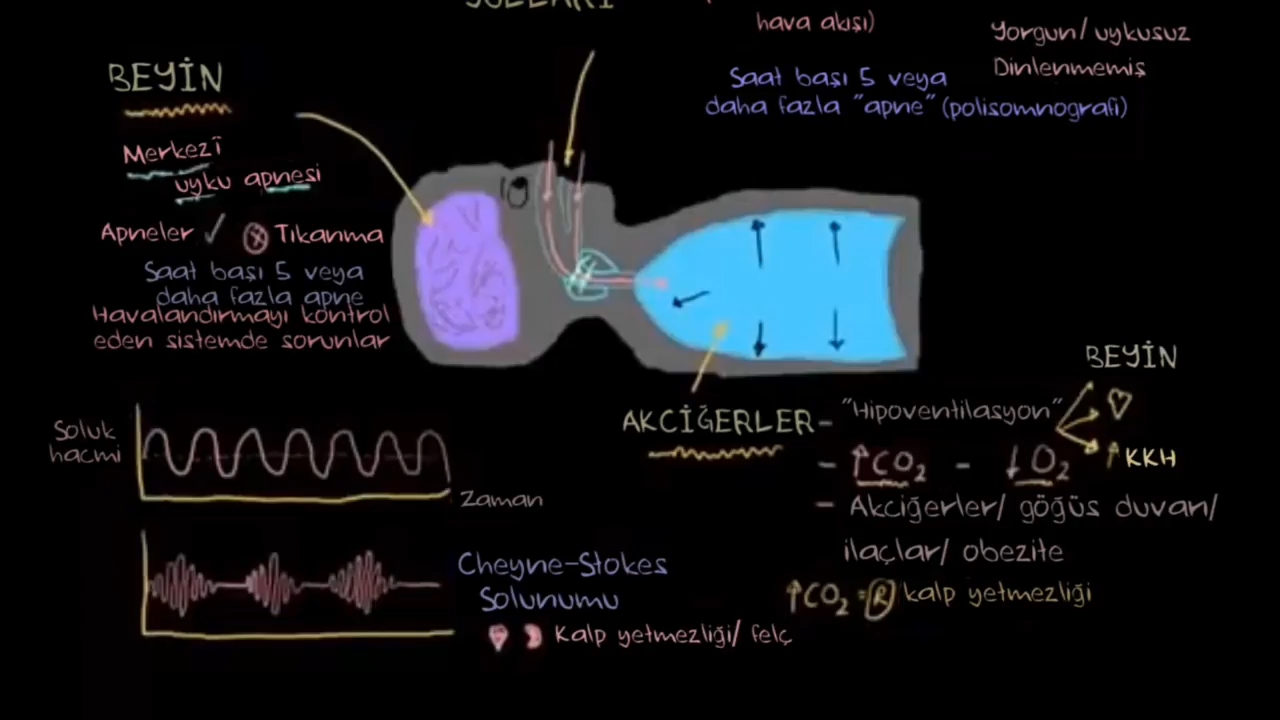 hava akışı)
Yorgun/ uykusuz
Dinlenmemiş
Saat başı 5 veya
daha fazla "apne" (polisomnografi)
BEYİN
Merkezî
uyku apnesi
Apneler ✓ Tıkanma
Saat başı 5 veya
daha fazla apne
Havalandırmayı kontrol
eden sistemde sorunlar
Soluk
hacmi
Zaman
Cheyne-Stokes
Solunumu
Kalp yetmezliği/ felç
AKCİĞERLER
- "Hipoventilasyon"
BEYİN
↑ KKH
- ↑CO₂ - ↓O₂
- Akciğerler/ göğüs duvarı/
ilaçlar/ obezite
↑CO₂ = R kalp yetmezliği